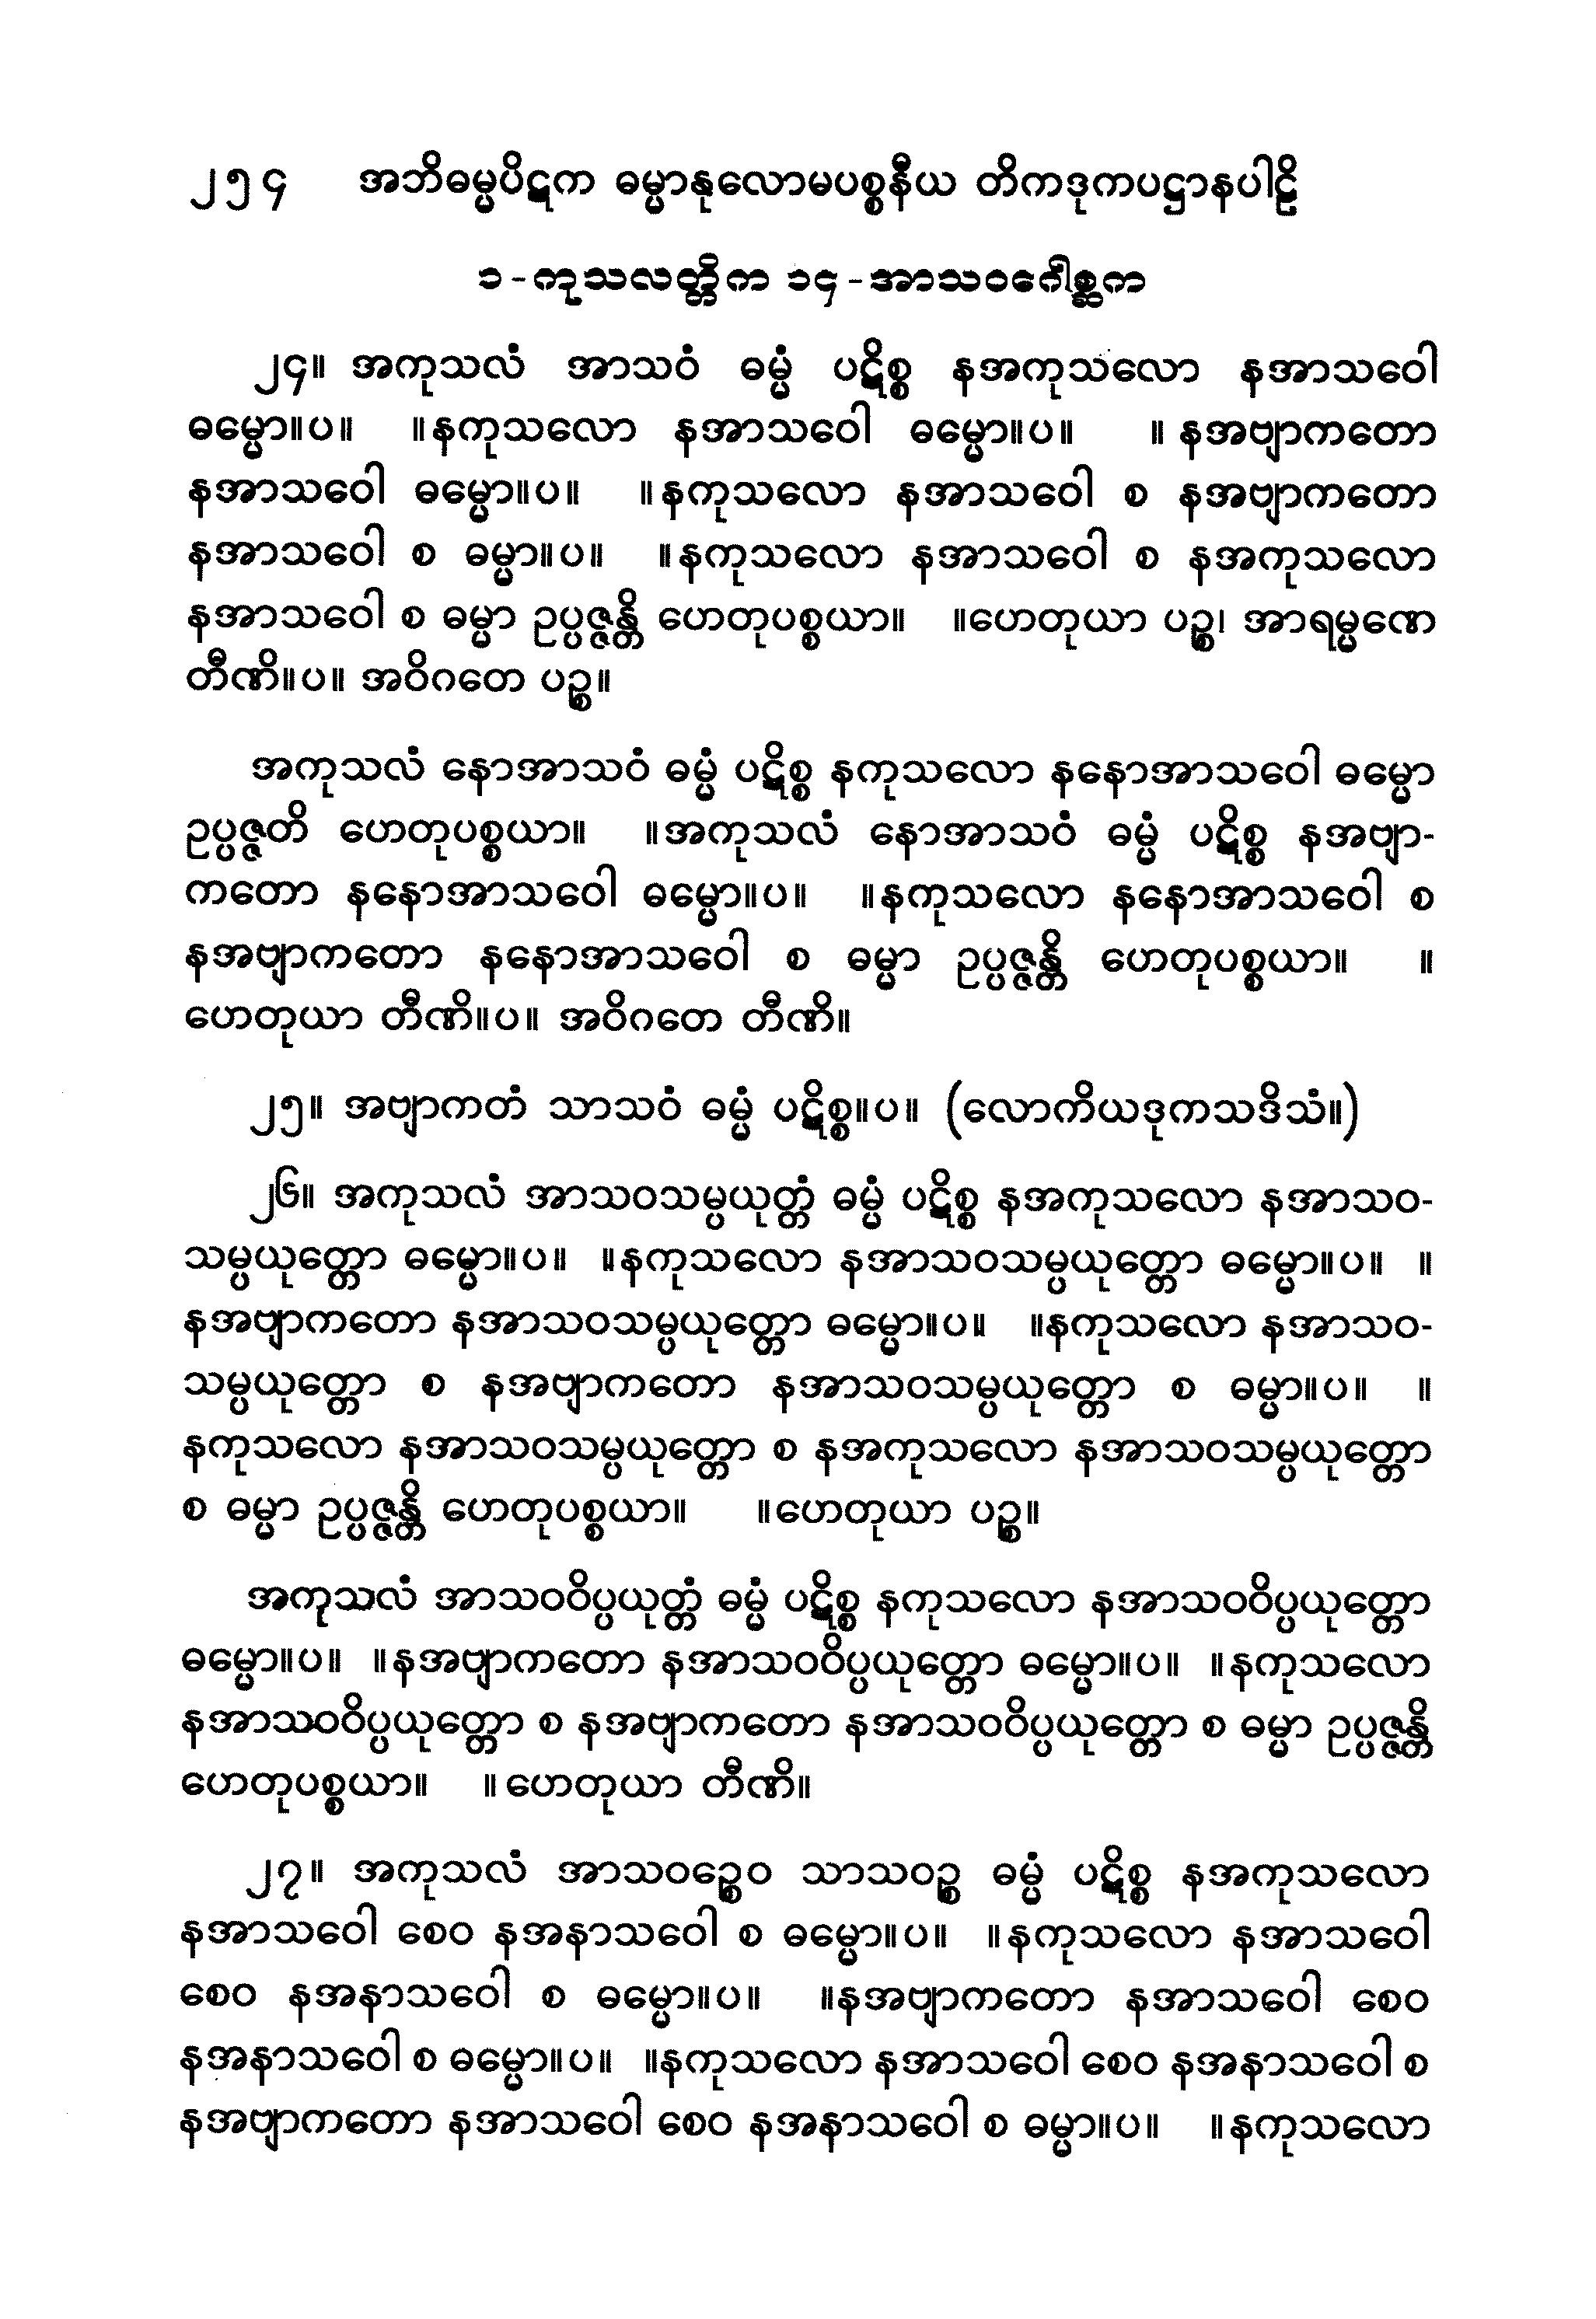 ၂၅၄ အဘိဓမ္မပိဋက ဓမ္မာနုလောမပစ္စနီယ တိကဒုကပဋ္ဌာနပါဠိ
၁-ကုသလတ္တိက ၁၄-အာသဝဂေါစ္ဆက
၂၄။ အကုသလံ အာသဝံ ဓမ္မံ ပဋိစ္စ နအကုသလော နအာသဝေါ
ဓမ္မော။ပ။ ။နကုသလော နအာသဝေါ ဓမ္မော။ပ။ ။နအဗျာကတော
နအာသဝေါ ဓမ္မော။ပ။ ။နကုသလော နအာသဝေါ စ နအဗျာကတော
နအာသဝေါ စ ဓမ္မာ။ပ။ ။နကုသလော နအာသဝေါ စ နအကုသလော
နအာသဝေါ စ ဓမ္မာ ဥပ္ပဇ္ဇန္တိ ဟေတုပစ္စယာ။ ။ဟေတုယာ ပဉ္စ၊ အာရမ္မဏေ
တီဏိ။ပ။ အဝိဂတေ ပဉ္စ။
အကုသလံ နောအာသဝံ ဓမ္မံ ပဋိစ္စ နကုသလော နနောအာသဝေါ ဓမ္မော
ဥပ္ပဇ္ဇတိ ဟေတုပစ္စယာ။ ။အကုသလံ နောအာသဝံ ဓမ္မံ ပဋိစ္စ နအဗျာ-
ကတော နနောအာသဝေါ ဓမ္မော။ပ။ ။နကုသလော နနောအာသဝေါ စ
နအဗျာကတော နနောအာသဝေါ စ ဓမ္မာ ဥပ္ပဇ္ဇန္တိ ဟေတုပစ္စယာ။ ။
ဟေတုယာ တီဏိ။ပ။ အဝိဂတေ တီဏိ။
၂၅။ အဗျာကတံ သာသဝံ ဓမ္မံ ပဋိစ္စ။ပ။ (လောကိယဒုကသဒိသံ။)
၂၆။ အကုသလံ အာသဝသမ္ပယုတ္တံ ဓမ္မံ ပဋိစ္စ နအကုသလော နအာသဝ-
သမ္ပယုတ္တော ဓမ္မော။ပ။ ။နကုသလော နအာသဝသမ္ပယုတ္တော ဓမ္မော။ပ။ ။
နအဗျာကတော နအာသဝသမ္ပယုတ္တော ဓမ္မော။ပ။ ။နကုသလော နအာသဝ-
သမ္ပယုတ္တော စ နအဗျာကတော နအာသဝသမ္ပယုတ္တော စ ဓမ္မာ။ပ။ ။
နကုသလော နအာသဝသမ္ပယုတ္တော စ နအကုသလော နအာသဝသမ္ပယုတ္တော
စ ဓမ္မာ ဥပ္ပဇ္ဇန္တိ ဟေတုပစ္စယာ။ ။ဟေတုယာ ပဉ္စ။
အကုသလံ အာသဝဝိပ္ပယုတ္တံ ဓမ္မံ ပဋိစ္စ နကုသလော နအာသဝဝိပ္ပယုတ္တော
ဓမ္မော။ပ။ ။နအဗျာကတော နအာသဝဝိပ္ပယုတ္တော ဓမ္မော။ပ။ ။နကုသလော
နအာသဝဝိပ္ပယုတ္တော စ နအဗျာကတော နအာသဝဝိပ္ပယုတ္တော စ ဓမ္မာ ဥပ္ပဇ္ဇန္တိ
ဟေတုပစ္စယာ။ ။ဟေတုယာ တီဏိ။
၂၇။ အကုသလံ အာသဝဉ္စေဝ သာသဝဉ္စ ဓမ္မံ ပဋိစ္စ နအကုသလော
နအာသဝေါ စေဝ နအနာသဝေါ စ ဓမ္မော။ပ။ ။နကုသလော နအာသဝေါ
စေဝ နအနာသဝေါ စ ဓမ္မော။ပ။ ။နအဗျာကတော နအာသဝေါ စေဝ
နအနာသဝေါ စ ဓမ္မော။ပ။ ။နကုသလော နအာသဝေါ စေဝ နအနာသဝေါ စ
နအဗျာကတော နအာသဝေါ စေဝ နအနာသဝေါ စ ဓမ္မာ။ပ။ ။နကုသလော